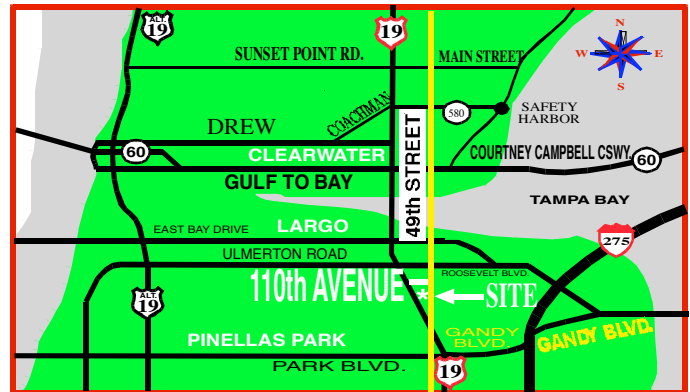 ALT. 19
19
N
W E
S
SUNSET POINT RD.
MAIN STREET
COACHMAN
580
SAFETY
HARBOR
DREW
60
CLEARWATER
COURTNEY CAMPBELL CSWY.
60
GULF TO BAY
49th STREET
TAMPA BAY
EAST BAY DRIVE
LARGO
275
ULMERTON ROAD
ROOSEVELT BLVD.
110th AVENUE
* SITE
ALT. 19
PINELLAS PARK
GANDY
BLVD.
GANDY BLVD.
PARK BLVD.
19